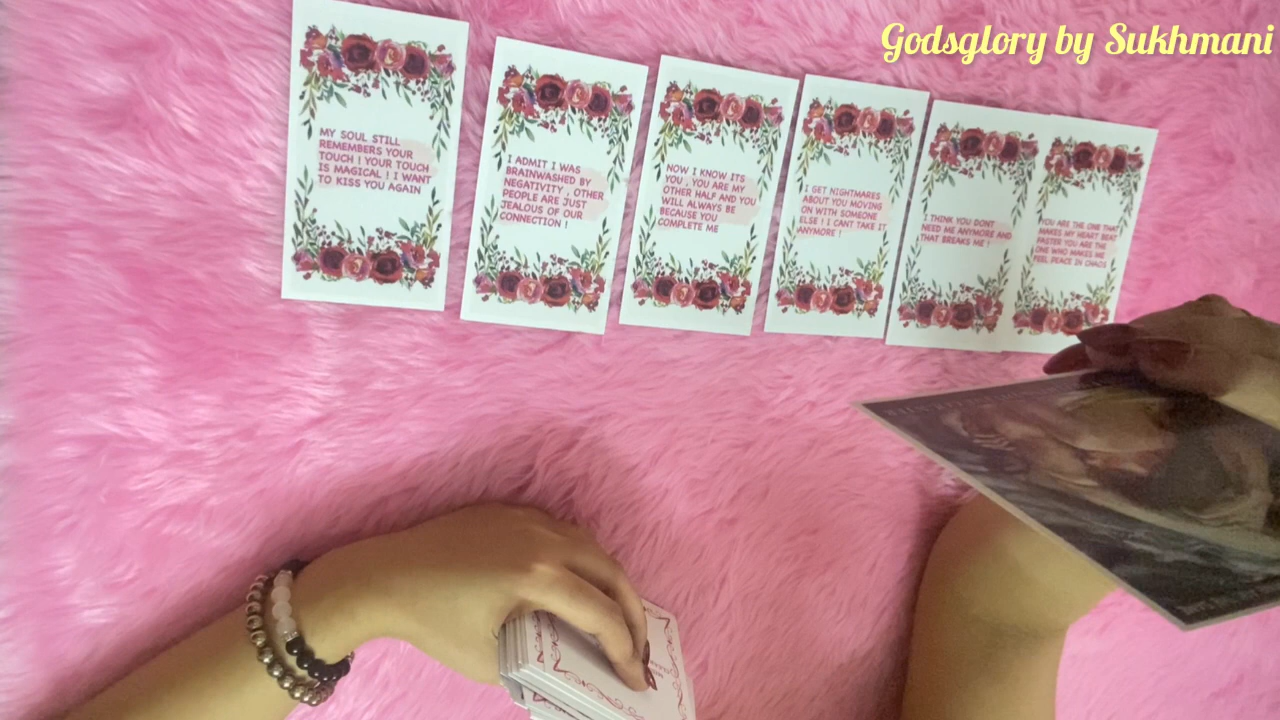 Godsglory by Sukhmani
MY SOUL STILL
REMEMBERS YOUR
TOUCH ! YOUR TOUCH
IS MAGICAL ! I WANT
TO KISS YOU AGAIN
I ADMIT I WAS
BRAINWASHED BY
NEGATIVITY , OTHER
PEOPLE ARE JUST
JEALOUS OF OUR
CONNECTION !
NOW I KNOW ITS
YOU , YOU ARE MY
OTHER HALF AND YOU
WILL ALWAYS BE
BECAUSE YOU
COMPLETE ME
I GET NIGHTMARES
ABOUT YOU MOVING
ON WITH SOMEONE
ELSE ! I CANT TAKE IT
ANYMORE !
I THINK YOU DONT
NEED ME ANYMORE AND
THAT BREAKS ME !
YOU ARE THE ONE THAT
MAKES MY HEART BEAT
FASTER YOU ARE THE
ONE WHO MAKES ME
FEEL PEACE IN CHAOS